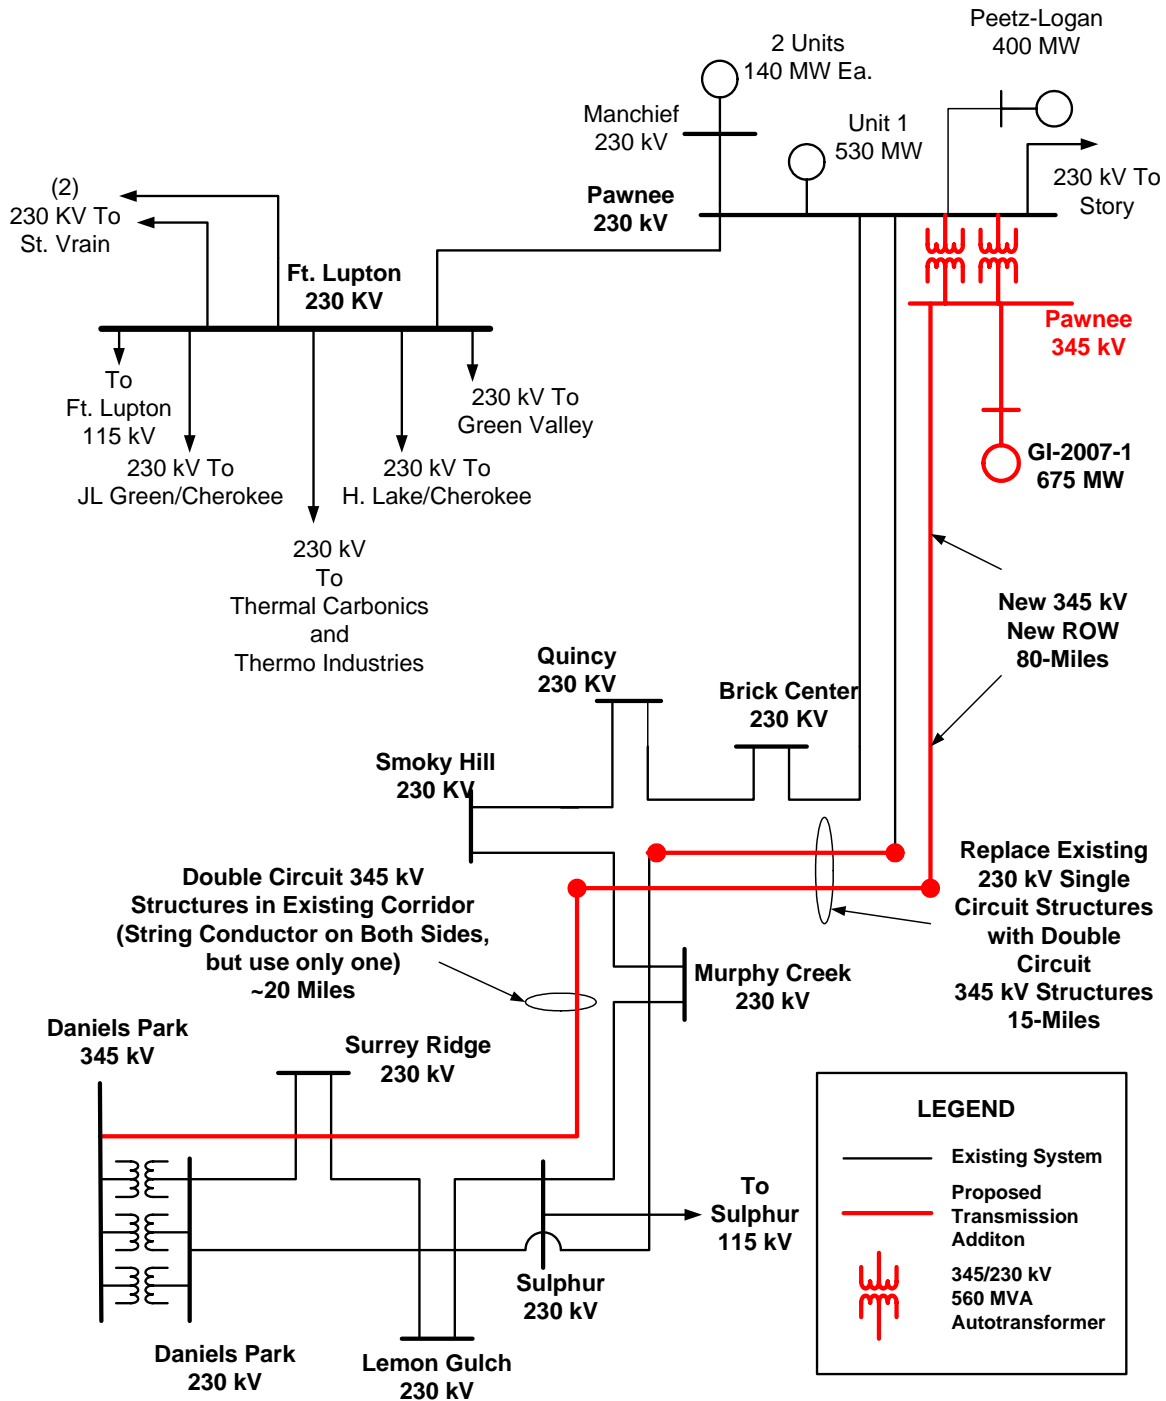 Peetz-Logan
400 MW
2 Units
140 MW Ea.
Manchief
230 kV
Unit 1
530 MW
230 kV To
Story
Pawnee
230 kV
(2)
230 KV To
St. Vrain
Ft. Lupton
230 KV
Pawnee
345 kV
To
Ft. Lupton
115 kV
230 kV To
Green Valley
230 kV To
JL Green/Cherokee
230 kV To
H. Lake/Cherokee
GI-2007-1
675 MW
230 kV
To
Thermal Carbonics
and
Thermo Industries
New 345 kV
New ROW
80-Miles
Quincy
230 KV
Brick Center
230 KV
Smoky Hill
230 KV
Double Circuit 345 kV
Structures in Existing Corridor
(String Conductor on Both Sides,
but use only one)
~20 Miles
Replace Existing
230 kV Single
Circuit Structures
with Double
Circuit
345 kV Structures
15-Miles
Murphy Creek
230 kV
Daniels Park
345 kV
Surrey Ridge
230 kV
To
Sulphur
115 kV
Sulphur
230 kV
Daniels Park
230 kV
Lemon Gulch
230 kV
LEGEND
Existing System
Proposed
Transmission
Additon
345/230 kV
560 MVA
Autotransformer